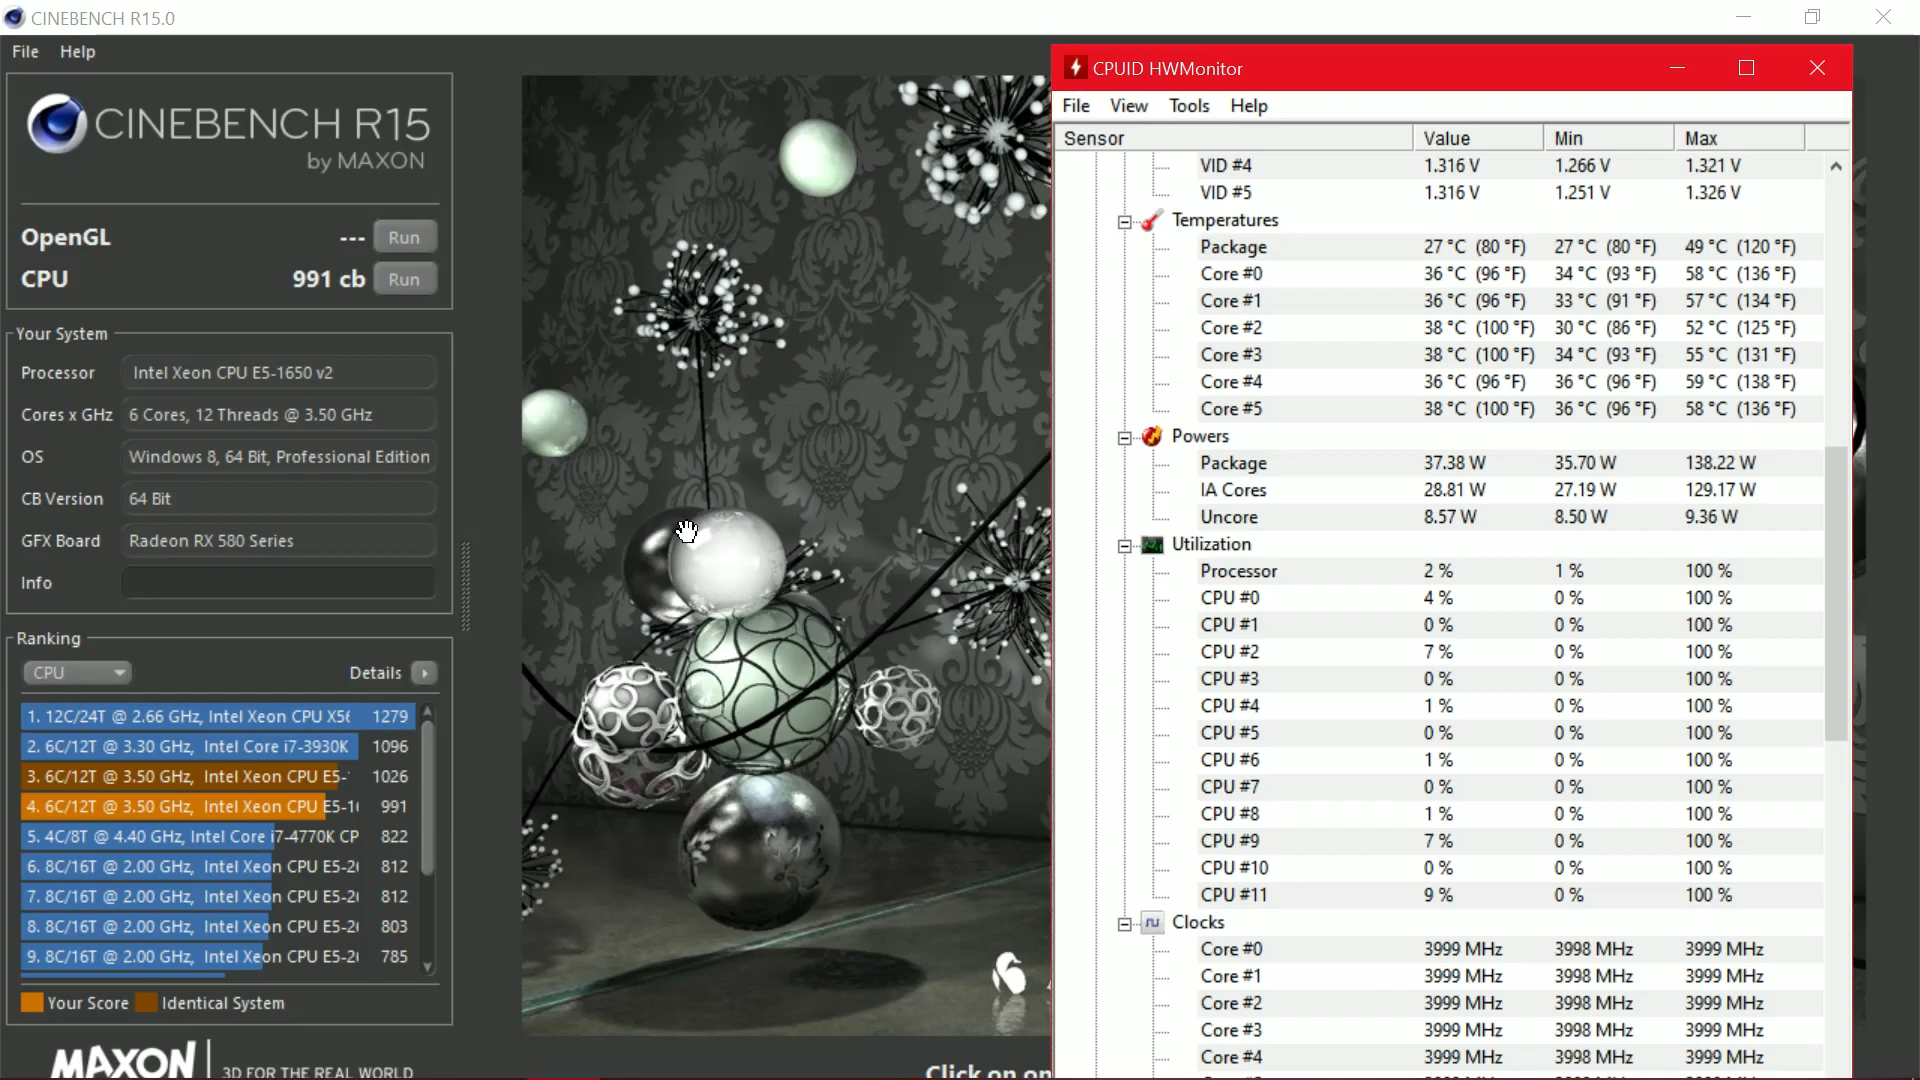 CINEBENCH R15.0
File Help
CINEBENCH R15
by MAXON
OpenGL --- Run
CPU 991 cb Run
Your System
Processor Intel Xeon CPU E5-1650 v2
Cores x GHz 6 Cores, 12 Threads @ 3.50 GHz
OS Windows 8, 64 Bit, Professional Edition
CB Version 64 Bit
GFX Board Radeon RX 580 Series
Info
Ranking
CPU Details
1. 12C/24T @ 2.66 GHz, Intel Xeon CPU X56 1279
2. 6C/12T @ 3.30 GHz, Intel Core i7-3930K 1096
3. 6C/12T @ 3.50 GHz, Intel Xeon CPU E5- 1026
4. 6C/12T @ 3.50 GHz, Intel Xeon CPU E5-16 991
5. 4C/8T @ 4.40 GHz, Intel Core i7-4770K CP 822
6. 8C/16T @ 2.00 GHz, Intel Xeon CPU E5-26 812
7. 8C/16T @ 2.00 GHz, Intel Xeon CPU E5-26 812
8. 8C/16T @ 2.00 GHz, Intel Xeon CPU E5-26 803
9. 8C/16T @ 2.00 GHz, Intel Xeon CPU E5-26 785
Your Score Identical System
MAXON 3D FOR THE REAL WORLD
Click on on
CPUID HWMonitor
File View Tools Help
Sensor Value Min Max
VID #4 1.316 V 1.266 V 1.321 V
VID #5 1.316 V 1.251 V 1.326 V
Temperatures
Package 27 °C (80 °F) 27 °C (80 °F) 49 °C (120 °F)
Core #0 36 °C (96 °F) 34 °C (93 °F) 58 °C (136 °F)
Core #1 36 °C (96 °F) 33 °C (91 °F) 57 °C (134 °F)
Core #2 38 °C (100 °F) 30 °C (86 °F) 52 °C (125 °F)
Core #3 38 °C (100 °F) 34 °C (93 °F) 55 °C (131 °F)
Core #4 36 °C (96 °F) 36 °C (96 °F) 59 °C (138 °F)
Core #5 38 °C (100 °F) 36 °C (96 °F) 58 °C (136 °F)
Powers
Package 37.38 W 35.70 W 138.22 W
IA Cores 28.81 W 27.19 W 129.17 W
Uncore 8.57 W 8.50 W 9.36 W
Utilization
Processor 2 % 1 % 100 %
CPU #0 4 % 0 % 100 %
CPU #1 0 % 0 % 100 %
CPU #2 7 % 0 % 100 %
CPU #3 0 % 0 % 100 %
CPU #4 1 % 0 % 100 %
CPU #5 0 % 0 % 100 %
CPU #6 1 % 0 % 100 %
CPU #7 0 % 0 % 100 %
CPU #8 1 % 0 % 100 %
CPU #9 7 % 0 % 100 %
CPU #10 0 % 0 % 100 %
CPU #11 9 % 0 % 100 %
Clocks
Core #0 3999 MHz 3998 MHz 3999 MHz
Core #1 3999 MHz 3998 MHz 3999 MHz
Core #2 3999 MHz 3998 MHz 3999 MHz
Core #3 3999 MHz 3998 MHz 3999 MHz
Core #4 3999 MHz 3998 MHz 3999 MHz